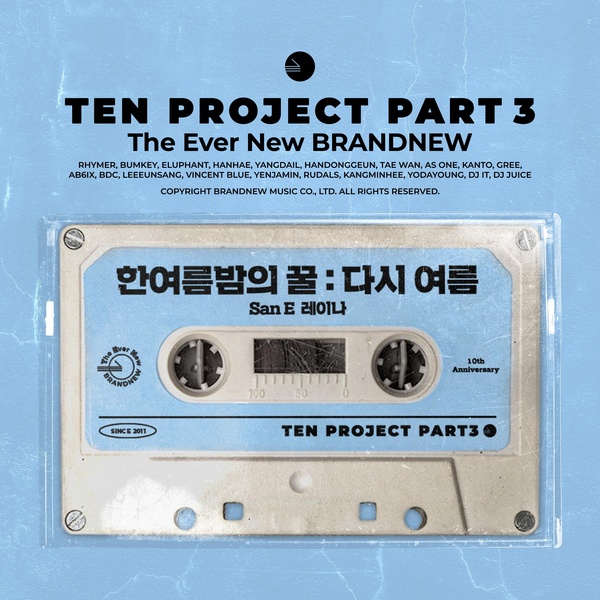 TEN PROJECT PART 3
The Ever New BRANDNEW
RHYMER, BUMKEY, ELUPHANT, HANHAE, YANGDAIL, HANDONGGEUN, TAE WAN, AS ONE, KANTO, GREE,
AB6IX, BDC, LEEEUNSANG, VINCENT BLUE, YENJAMIN, RUDALS, KANGMINHEE, YODAYOUNG, DJ IT, DJ JUICE
COPYRIGHT BRANDNEW MUSIC CO., LTD. ALL RIGHTS RESERVED.
한여름밤의 꿀 : 다시 여름
San E 레이나
The Ever New
BRANDNEW
10th
Anniversary
100 50 0
SINCE 2011
TEN PROJECT PART3